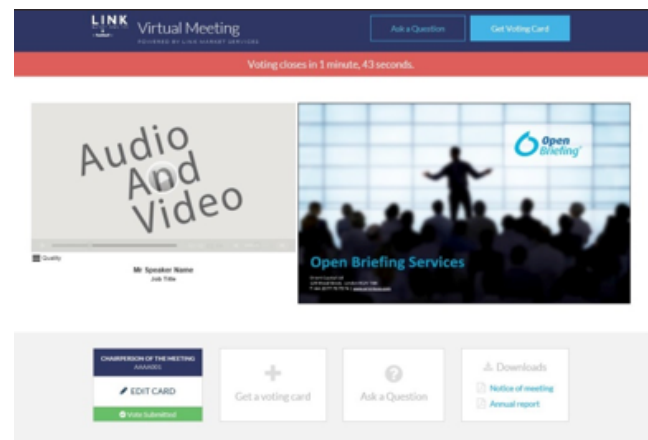 LINK
Virtual Meeting
POWERED BY LINK MARKET SERVICES
Ask a Question
Get Voting Card
Voting closes in 1 minute, 43 seconds.
Audio
And
Video
Quality
Mr Speaker Name
Job Title
Open
Briefing
Open Briefing Services
CHAIRPERSON OF THE MEETING
AAAA001
EDIT CARD
Vote Submitted
Get a voting card
Ask a Question
Downloads
Notice of meeting
Annual report